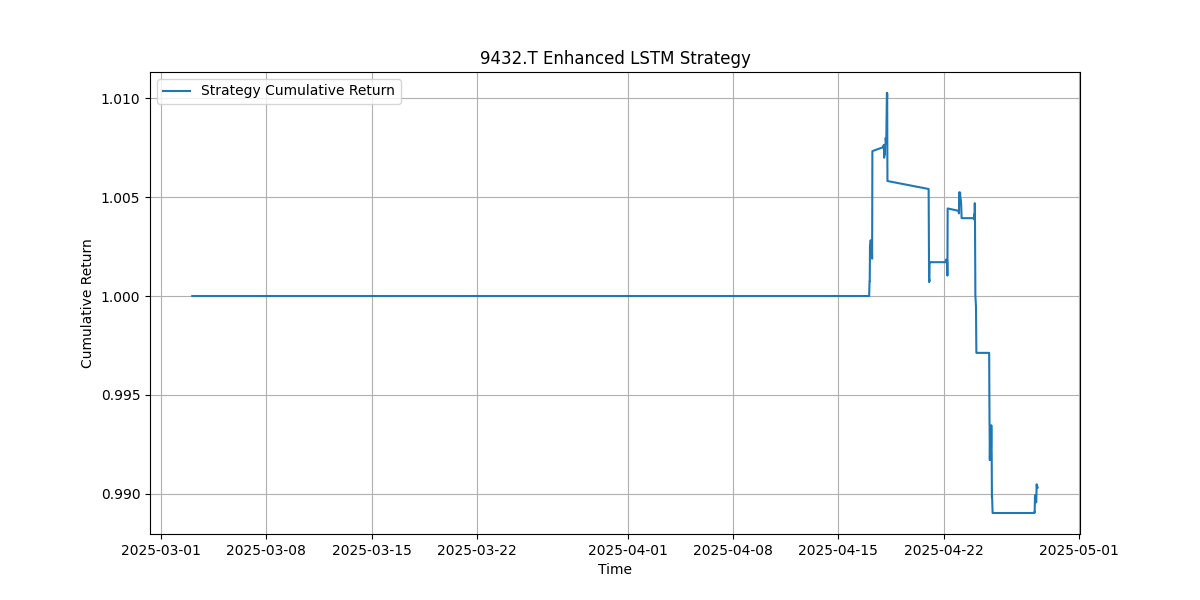 9432.T Enhanced LSTM Strategy
Strategy Cumulative Return
1.010
1.005
1.000
0.995
0.990
Cumulative Return
2025-03-01 2025-03-08 2025-03-15 2025-03-22 2025-04-01 2025-04-08 2025-04-15 2025-04-22 2025-05-01
Time